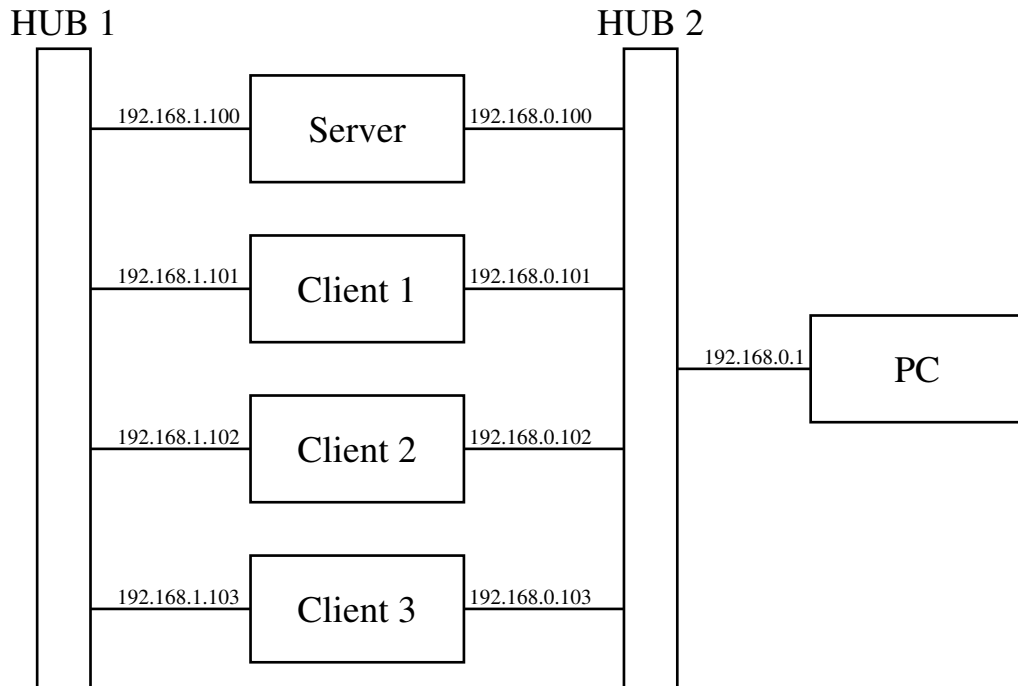 HUB 1
HUB 2
192.168.1.100
Server
192.168.0.100
192.168.1.101
Client 1
192.168.0.101
192.168.0.1
PC
192.168.1.102
Client 2
192.168.0.102
192.168.1.103
Client 3
192.168.0.103